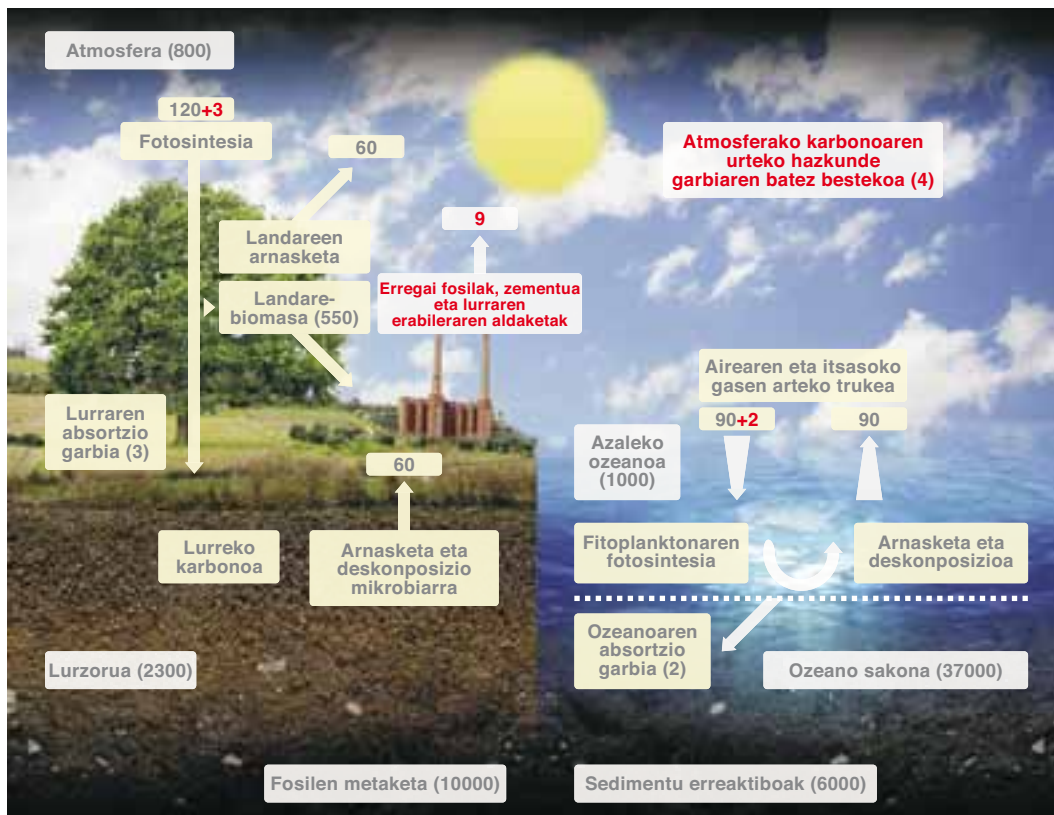 Atmosfera (800)
120+3
Fotosintesia
60
Landareen
arnasketa
Landare-
biomasa (550)
9
Erregai fosilak, zementua
eta lurraren
erabileraren aldaketak
Atmosferako karbonoaren
urteko hazkunde
garbiaren batez bestekoa (4)
Lurraren
absortzio
garbia (3)
60
Lurreko
karbonoa
Arnasketa eta
deskonposizio
mikrobiarra
Airearen eta itsasoko
gasen arteko trukea
90+2
90
Azaleko
ozeanoa
(1000)
Fitoplanktonaren
fotosintesia
Arnasketa eta
deskonposizioa
Ozeanoaren
absortzio
garbia (2)
Lurzorua (2300)
Ozeano sakona (37000)
Fosilen metaketa (10000)
Sedimentu erreaktiboak (6000)